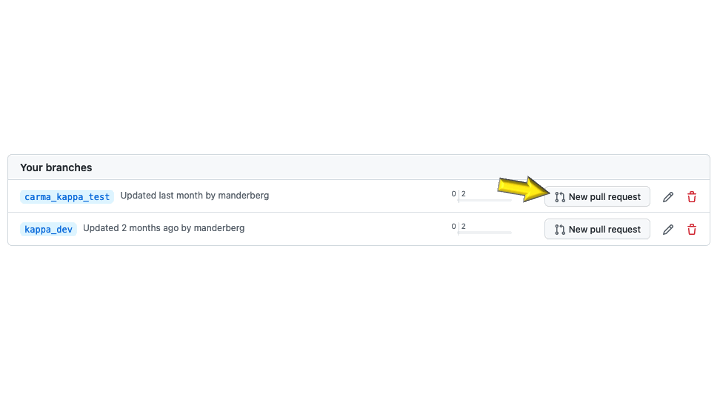 Your branches
carma_kappa_test Updated last month by manderberg 0 2 New pull request
kappa_dev Updated 2 months ago by manderberg 0 2 New pull request